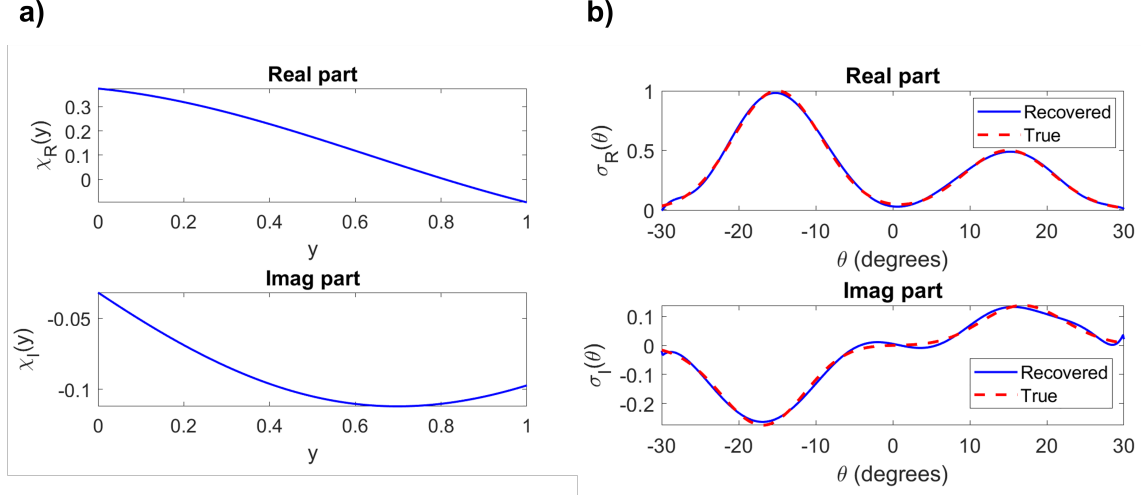 a)
Real part
χR(y)
0.3
0.2
0.1
0
0 0.2 0.4 0.6 0.8 1
y
Imag part
χI(y)
-0.05
-0.1
0 0.2 0.4 0.6 0.8 1
y
b)
Real part
σR(θ)
1
0.5
0
Recovered
True
-30 -20 -10 0 10 20 30
θ (degrees)
Imag part
σI(θ)
0.1
0
-0.1
-0.2
Recovered
True
-30 -20 -10 0 10 20 30
θ (degrees)